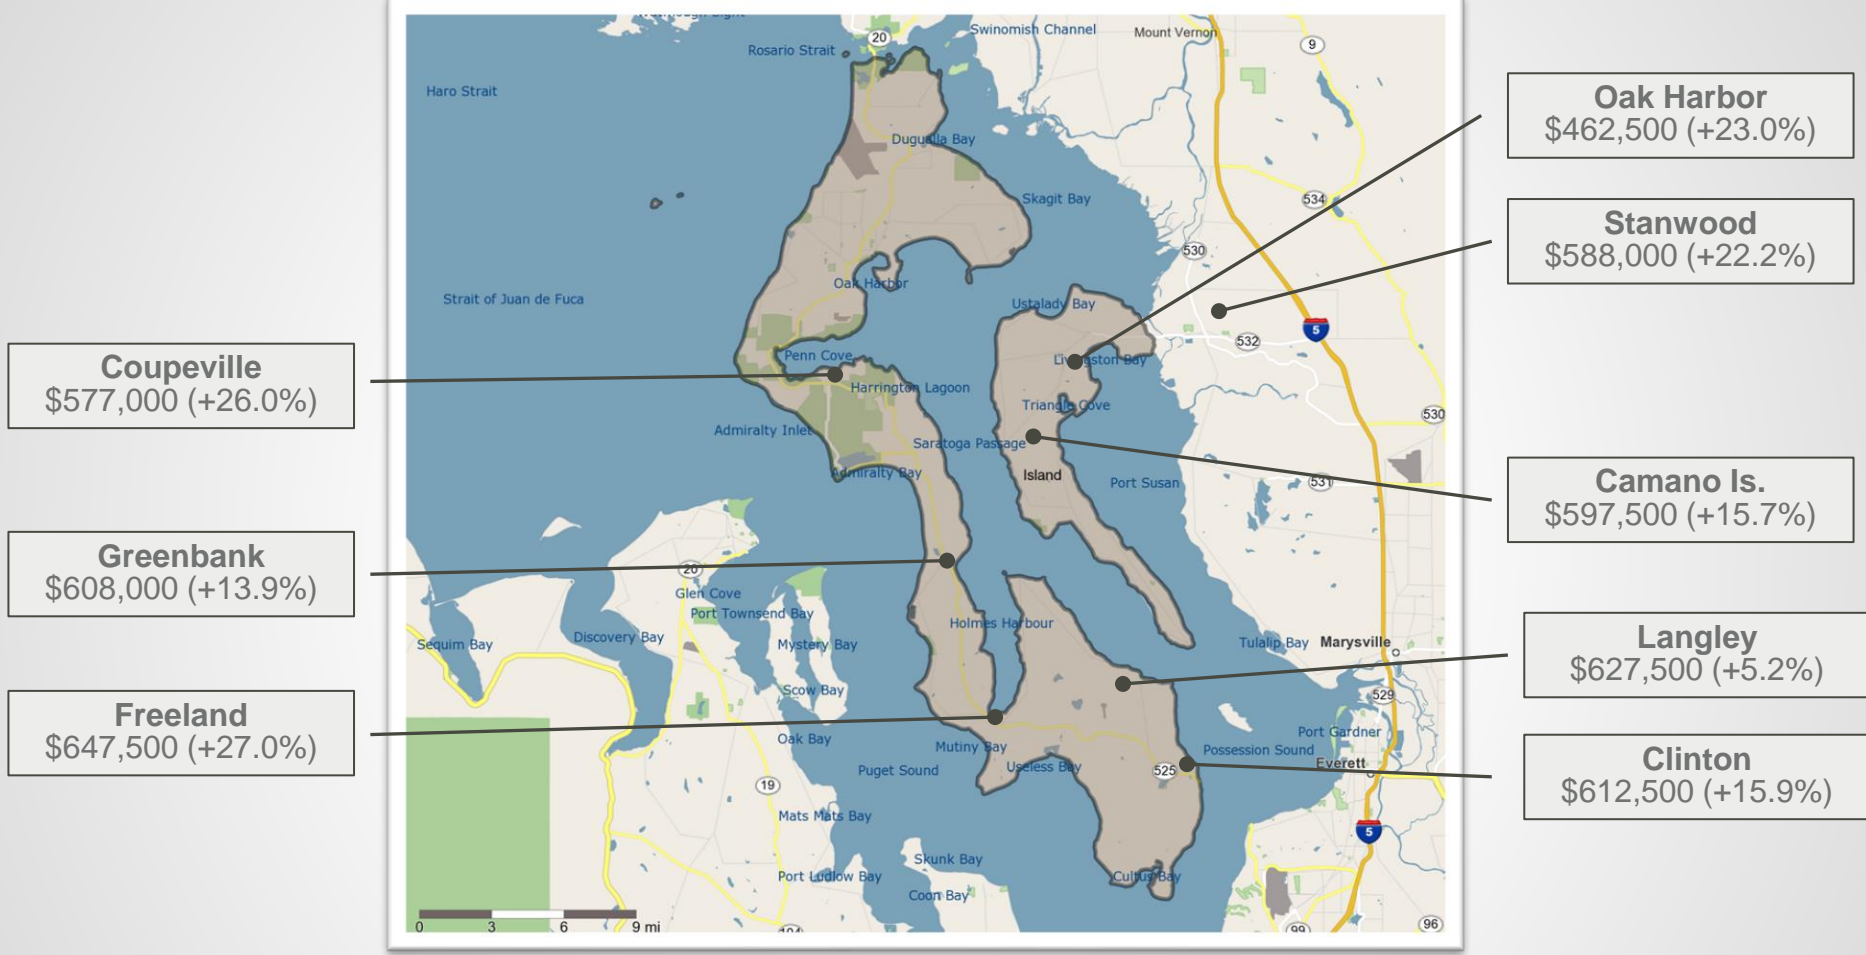 Coupeville
$577,000 (+26.0%)
Greenbank
$608,000 (+13.9%)
Freeland
$647,500 (+27.0%)
Swinomish Channel
Mount Vernon
20
Rosario Strait
9
Haro Strait
Dugualla Bay
Skagit Bay
534
530
Oak Harbor
Strait of Juan de Fuca
Ustalady Bay
5
532
Penn Cove
Livingston Bay
Harrington Lagoon
Triangle Cove
530
Admiralty Inlet
Saratoga Passage
Admiralty Bay
Island
Port Susan
531
20
Glen Cove
Port Townsend Bay
Holmes Harbour
Sequim Bay
Discovery Bay
Mystery Bay
Tulalip Bay
Marysville
Scow Bay
529
Port Gardner
Oak Bay
Mutiny Bay
Possession Sound
Puget Sound
Useless Bay
525
Everett
19
Mats Mats Bay
5
Skunk Bay
Port Ludlow Bay
Cultus Bay
Coon Bay
0 3 6 9 mi
104
99
96
Oak Harbor
$462,500 (+23.0%)
Stanwood
$588,000 (+22.2%)
Camano Is.
$597,500 (+15.7%)
Langley
$627,500 (+5.2%)
Clinton
$612,500 (+15.9%)